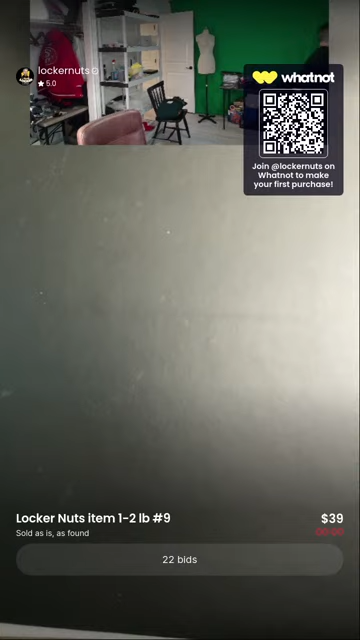 lockernuts
5.0
whatnot
Join @lockernuts on
Whatnot to make
your first purchase!
Locker Nuts item 1-2 lb #9
$39
Sold as is, as found
00:00
22 bids